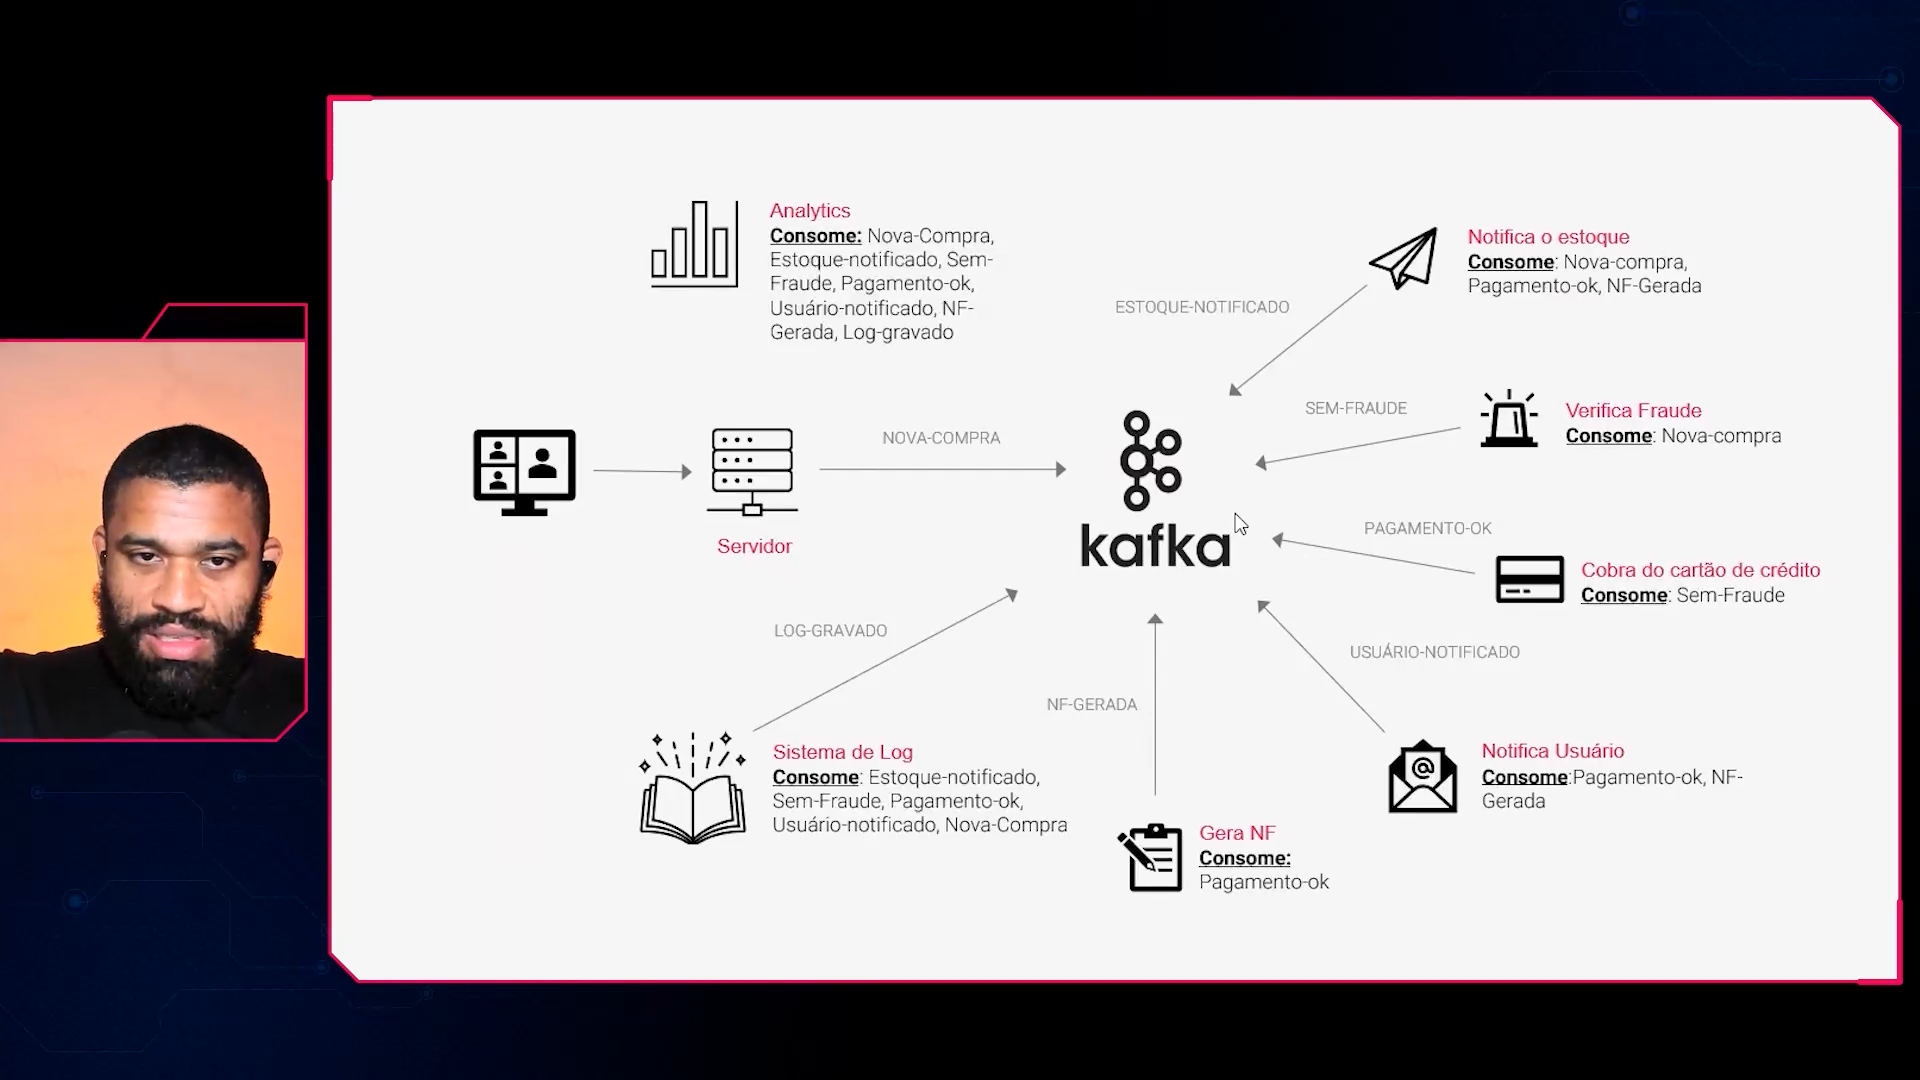 Analytics
Consome: Nova-Compra,
Estoque-notificado, Sem-
Fraude, Pagamento-ok,
Usuário-notificado, NF-
Gerada, Log-gravado
Notifica o estoque
Consome: Nova-compra,
Pagamento-ok, NF-Gerada
ESTOQUE-NOTIFICADO
SEM-FRAUDE
Verifica Fraude
Consome: Nova-compra
NOVA-COMPRA
Servidor
kafka
PAGAMENTO-OK
Cobra do cartão de crédito
Consome: Sem-Fraude
LOG-GRAVADO
USUÁRIO-NOTIFICADO
NF-GERADA
Sistema de Log
Consome: Estoque-notificado,
Sem-Fraude, Pagamento-ok,
Usuário-notificado, Nova-Compra
@
Notifica Usuário
Consome:Pagamento-ok, NF-
Gerada
Gera NF
Consome:
Pagamento-ok